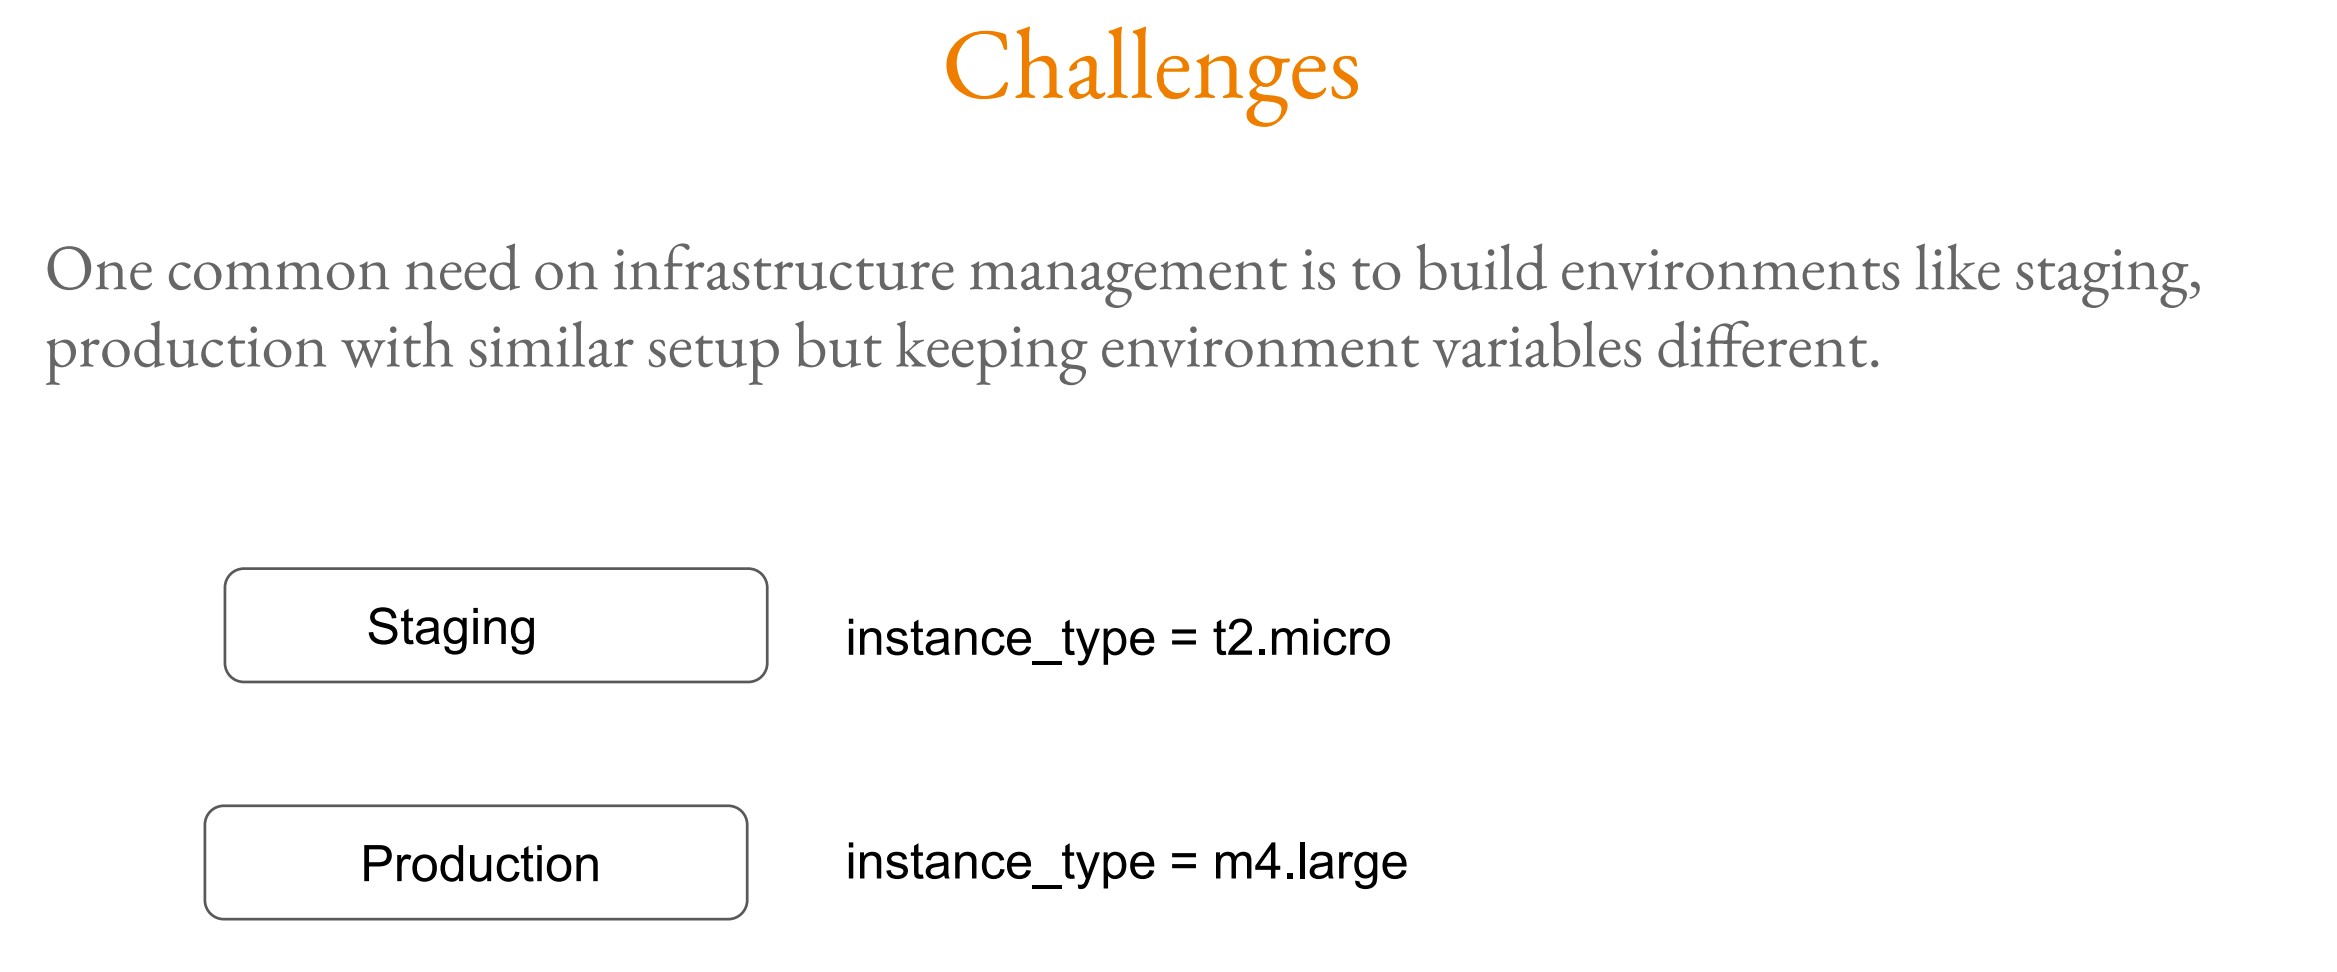 Challenges
One common need on infrastructure management is to build environments like staging,
production with similar setup but keeping environment variables different.
Staging
instance_type = t2.micro
Production
instance_type = m4.large